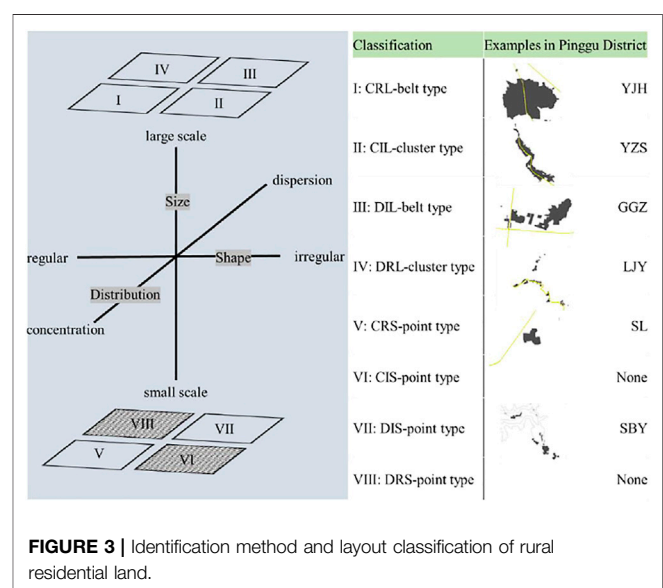 IV
III
I
II
large scale
dispersion
Size
regular
Shape
irregular
Distribution
concentration
small scale
VIII
VII
V
VI
Classification Examples in Pinggu District
I: CRL-belt type YJH
II: CIL-cluster type YZS
III: DIL-belt type GGZ
IV: DRL-cluster type LJY
V: CRS-point type SL
VI: CIS-point type None
VII: DIS-point type SBY
VIII: DRS-point type None
FIGURE 3 | Identification method and layout classification of rural
residential land.